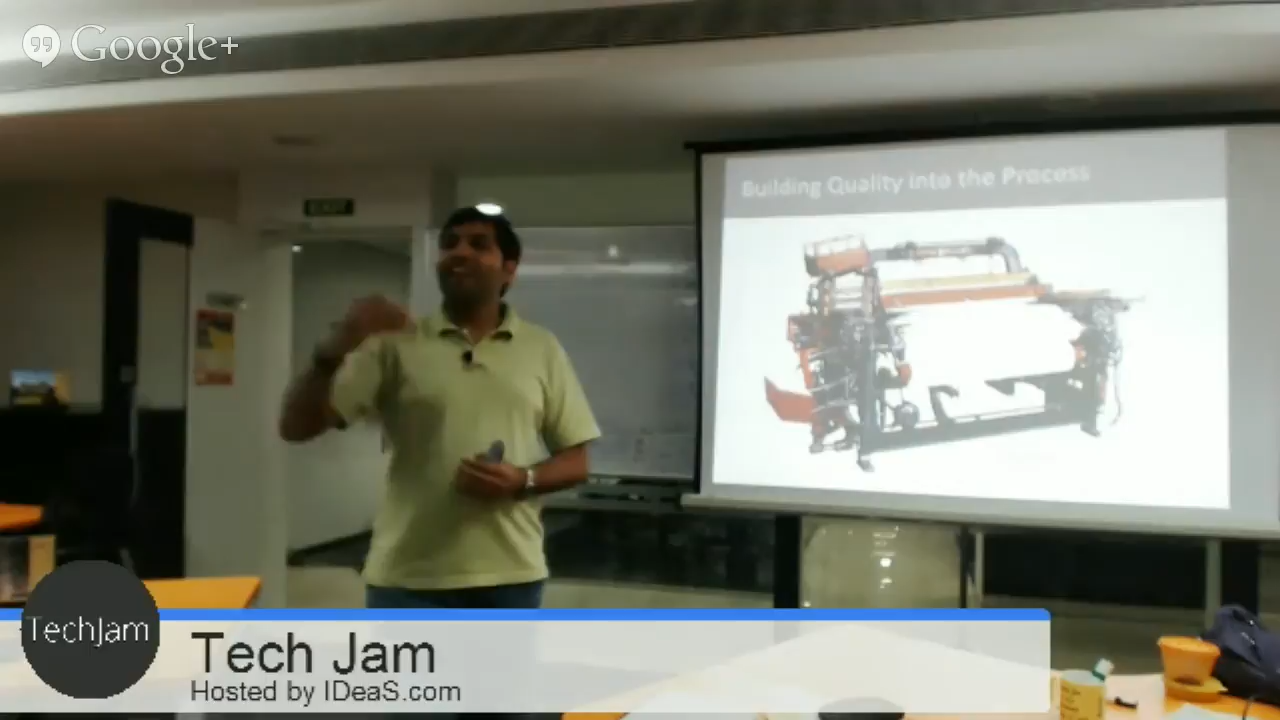 Google+
EXIT
Building Quality into the Process
TechJam
Tech Jam
Hosted by IDeaS.com